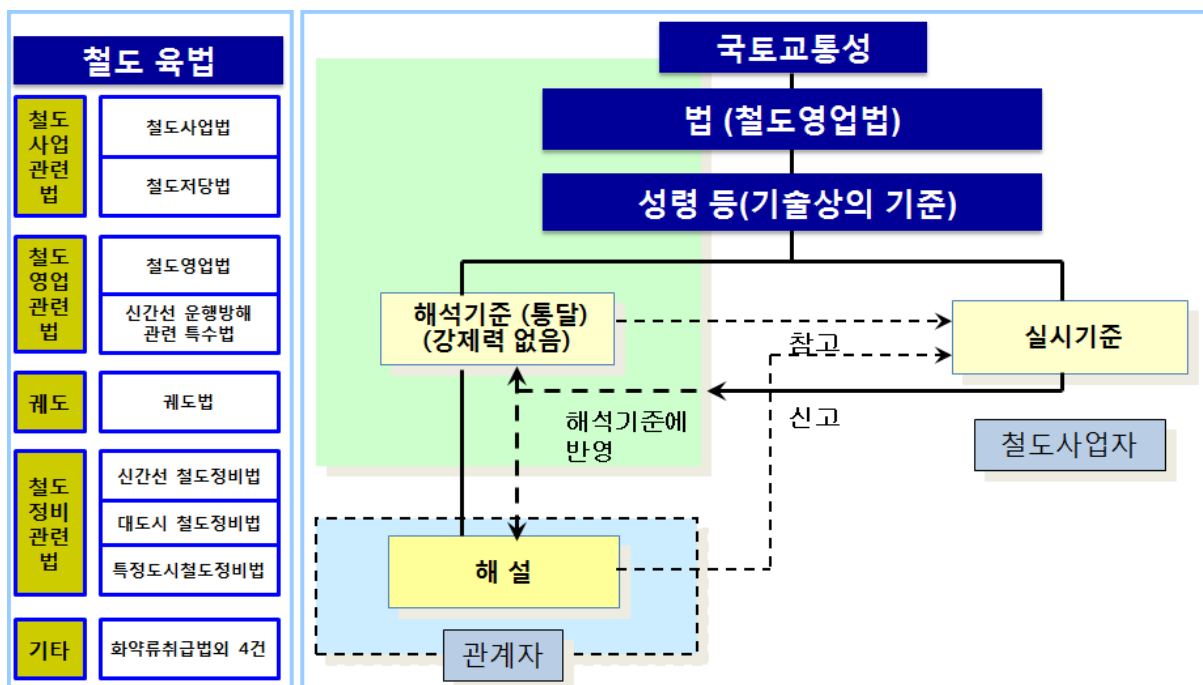 철도 육법
철도
사업
관련
법
철도사업법
철도저당법
철도
영업
관련
법
철도영업법
신간선 운행방해
관련 특수법
궤도
궤도법
철도
정비
관련
법
신간선 철도정비법
대도시 철도정비법
특정도시철도정비법
기타
화약류취급법외 4건
국토교통성
법 (철도영업법)
성령 등(기술상의 기준)
해석기준 (통달)
(강제력 없음)
참고
실시기준
해석기준에
반영
신고
철도사업자
해 설
관계자